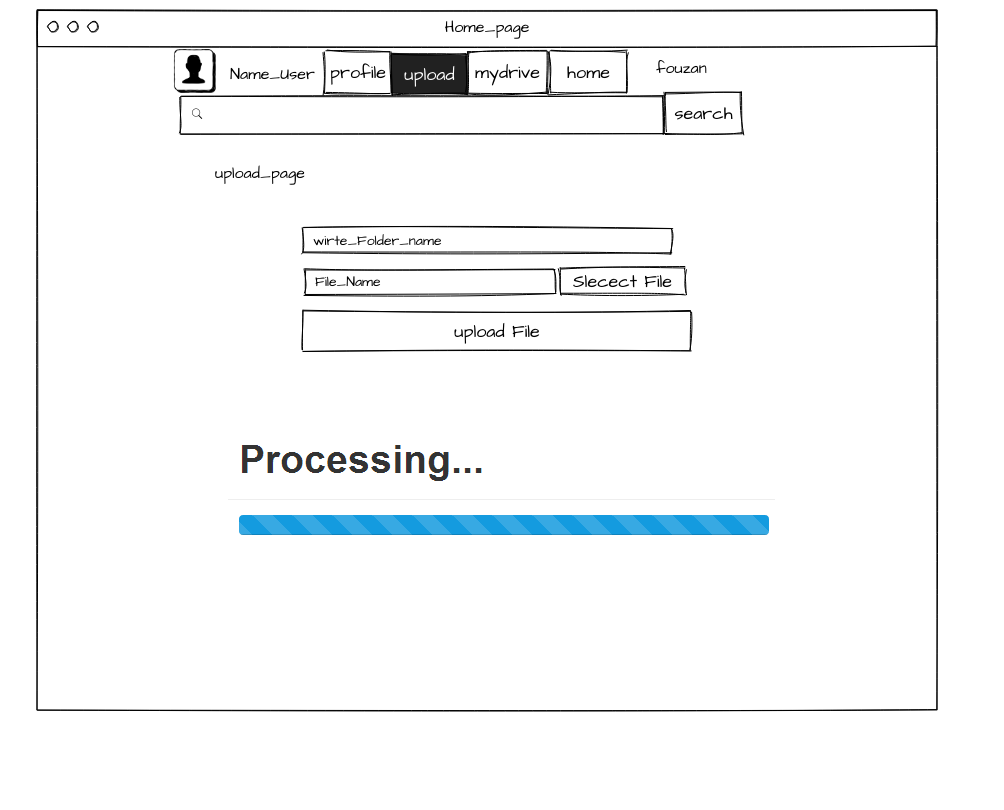 Home_page
Name_User profile upload mydrive home fouzan
search
upload_page
wirte_Folder_name
File_Name Slecect File
upload File
Processing...